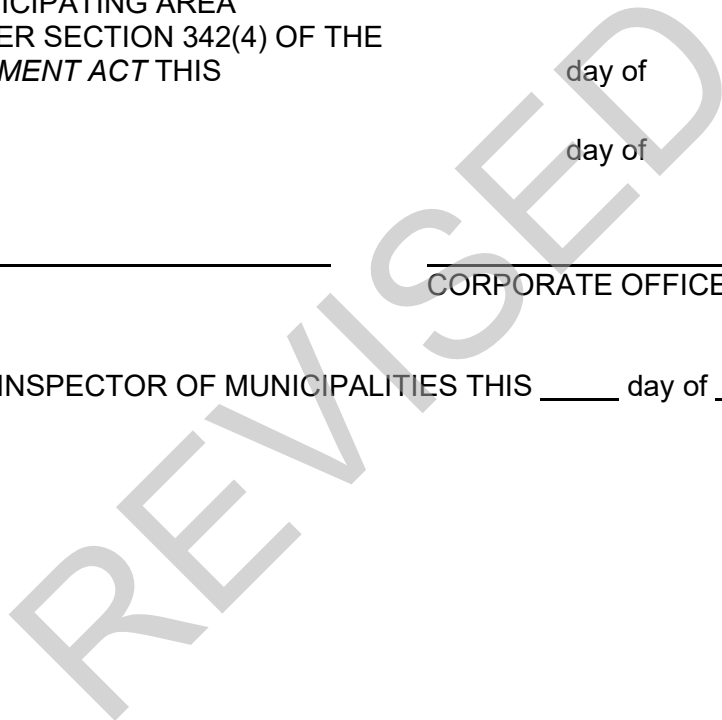 ICIPATING AREA
ER SECTION 342(4) OF THE
MENT ACT THIS day of
day of
CORPORATE OFFICE
INSPECTOR OF MUNICIPALITIES THIS _____ day of _
REVISED